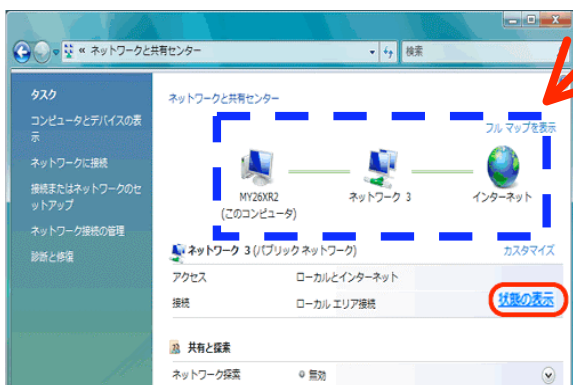 « ネットワークと共有センター
検索
タスク
コンピュータとデバイスの表
示
ネットワークに接続
接続またはネットワークのセ
ットアップ
ネットワーク接続の管理
診断と修復
ネットワークと共有センター
フル マップを表示
MY26XR2
(このコンピュータ)
ネットワーク 3
インターネット
ネットワーク 3 (パブリック ネットワーク)
カスタマイズ
アクセス
ローカルとインターネット
接続
ローカル エリア接続
状態の表示
共有と探索
ネットワーク探索
無効